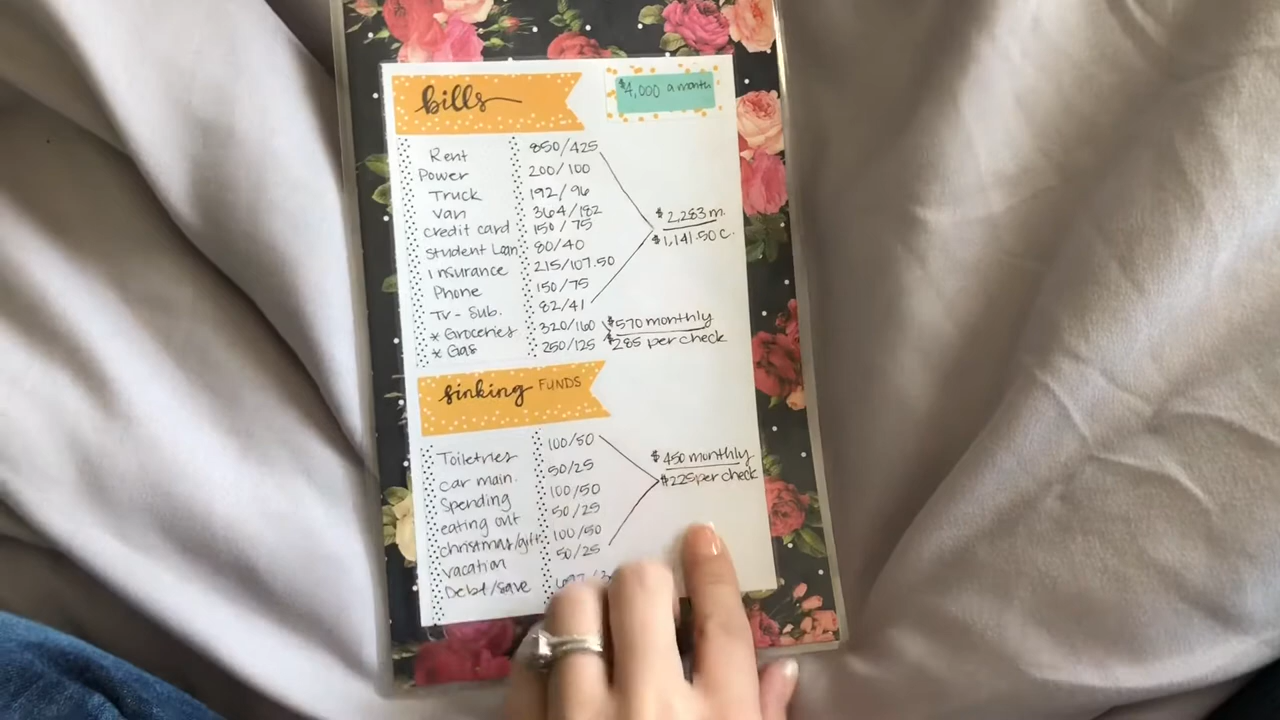 bills
$4,000 a month
Rent 850/425
Power 200/100
Truck 192/96
Van 364/182
credit card 150/75
Student Loan 80/40
Insurance 215/107.50
Phone 150/75
TV - Sub. 82/41
$2,283 m.
$1,141.50 c.
* Groceries 320/160
* Gas 250/125
$570 monthly
$285 per check
sinking FUNDS
Toiletries 100/50
car main. 50/25
Spending 100/50
eating out 50/25
christmas/gift 100/50
vacation 50/25
$450 monthly
$225 per check
Debt/save